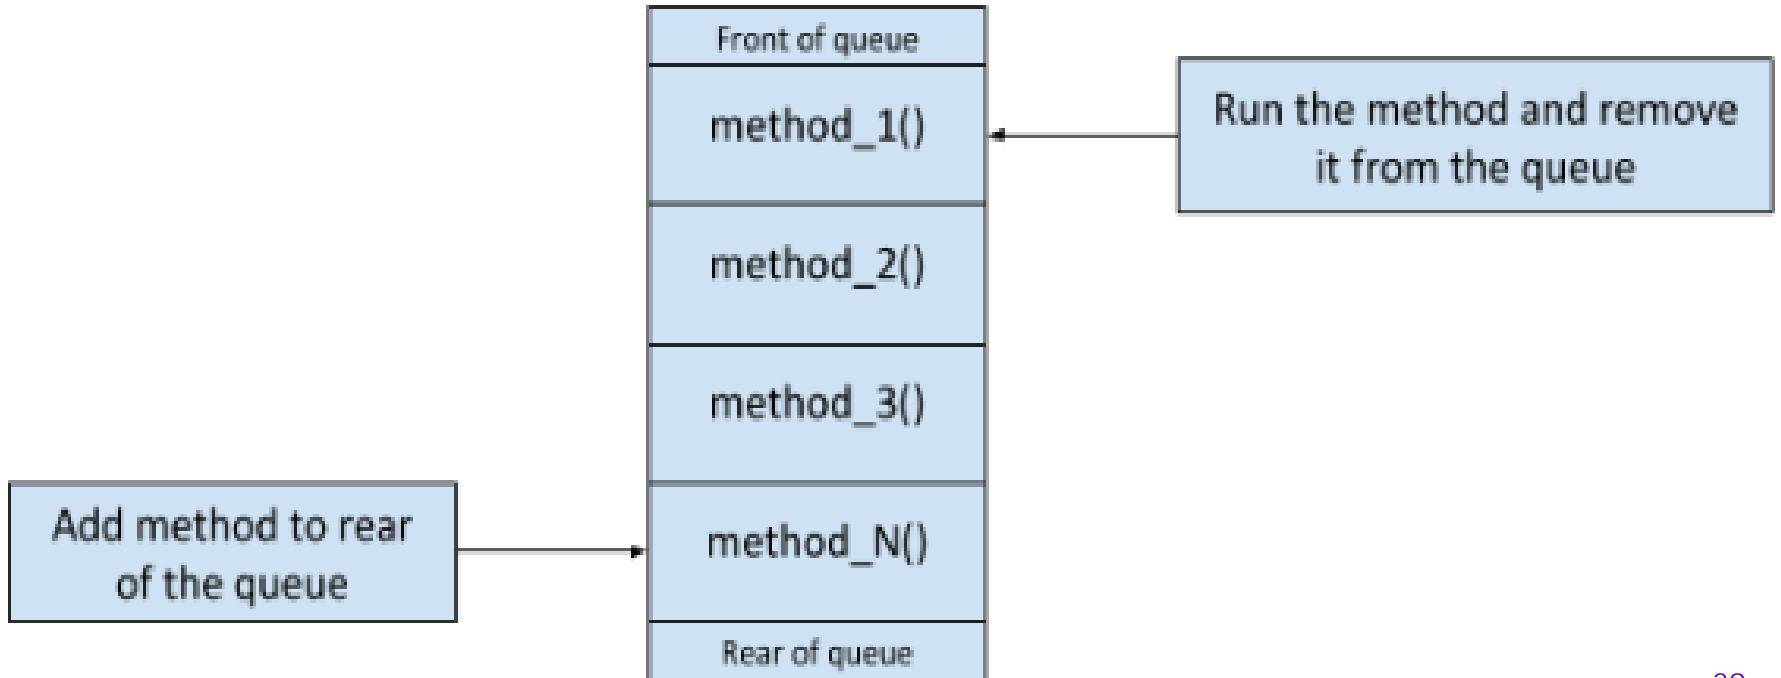 Front of queue
method_1()
Run the method and remove
it from the queue
method_2()
method_3()
Add method to rear
of the queue
method_N()
Rear of queue